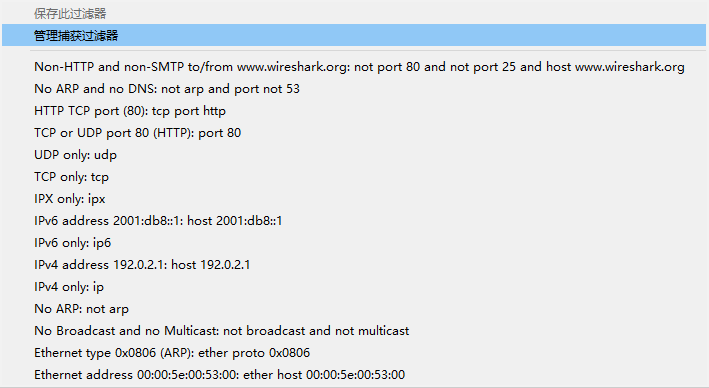 保存此过滤器
管理捕获过滤器
Non-HTTP and non-SMTP to/from www.wireshark.org: not port 80 and not port 25 and host www.wireshark.org
No ARP and no DNS: not arp and port not 53
HTTP TCP port (80): tcp port http
TCP or UDP port 80 (HTTP): port 80
UDP only: udp
TCP only: tcp
IPX only: ipx
IPv6 address 2001:db8::1: host 2001:db8::1
IPv6 only: ip6
IPv4 address 192.0.2.1: host 192.0.2.1
IPv4 only: ip
No ARP: not arp
No Broadcast and no Multicast: not broadcast and not multicast
Ethernet type 0x0806 (ARP): ether proto 0x0806
Ethernet address 00:00:5e:00:53:00: ether host 00:00:5e:00:53:00